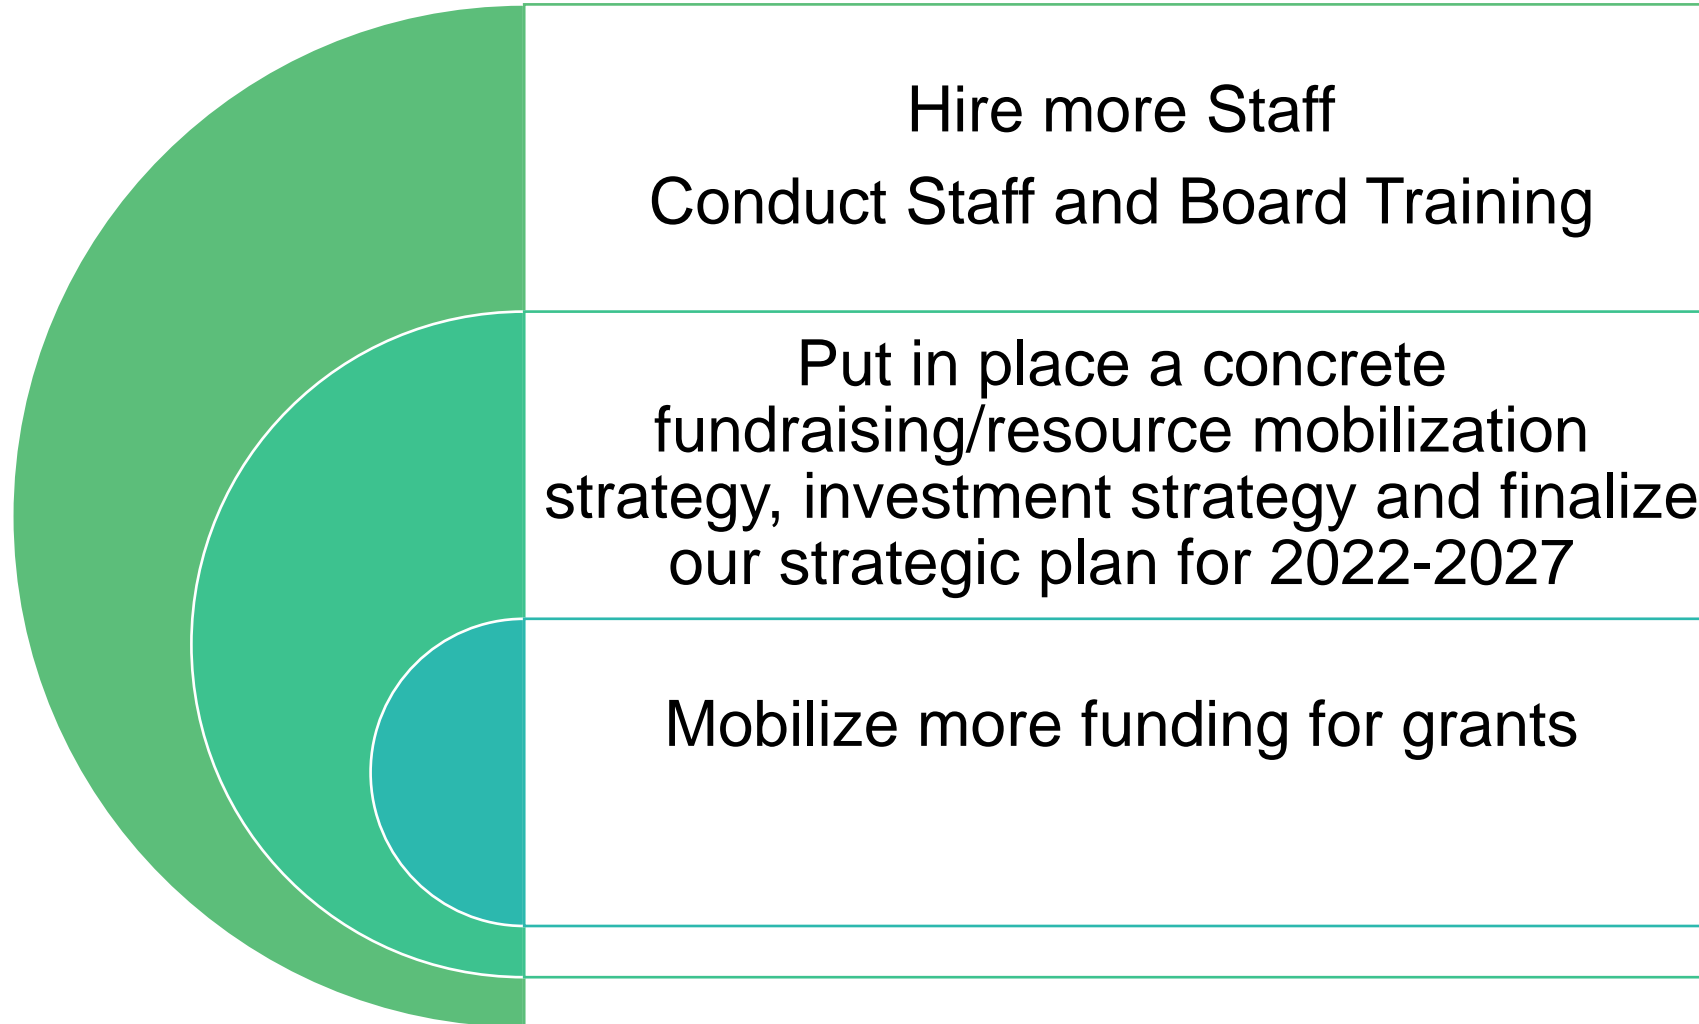 Hire more Staff
Conduct Staff and Board Training
Put in place a concrete
fundraising/resource mobilization
strategy, investment strategy and finalize
our strategic plan for 2022-2027
Mobilize more funding for grants